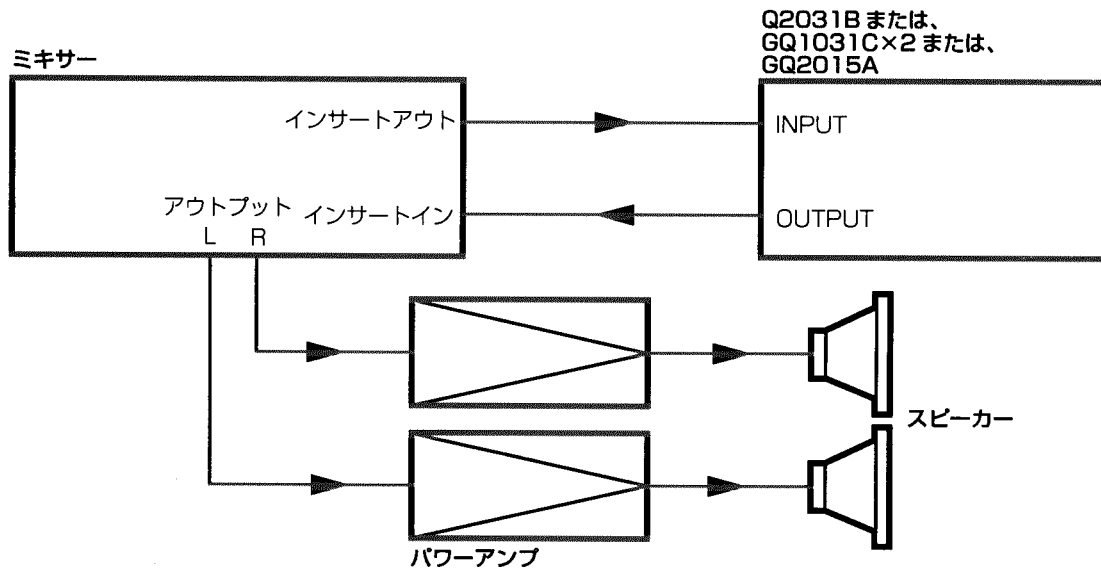 Q2031B または、
GQ1031C×2 または、
GQ2015A
ミキサー
インサートアウト
INPUT
アウトプット
インサートイン
OUTPUT
L R
スピーカー
パワーアンプ